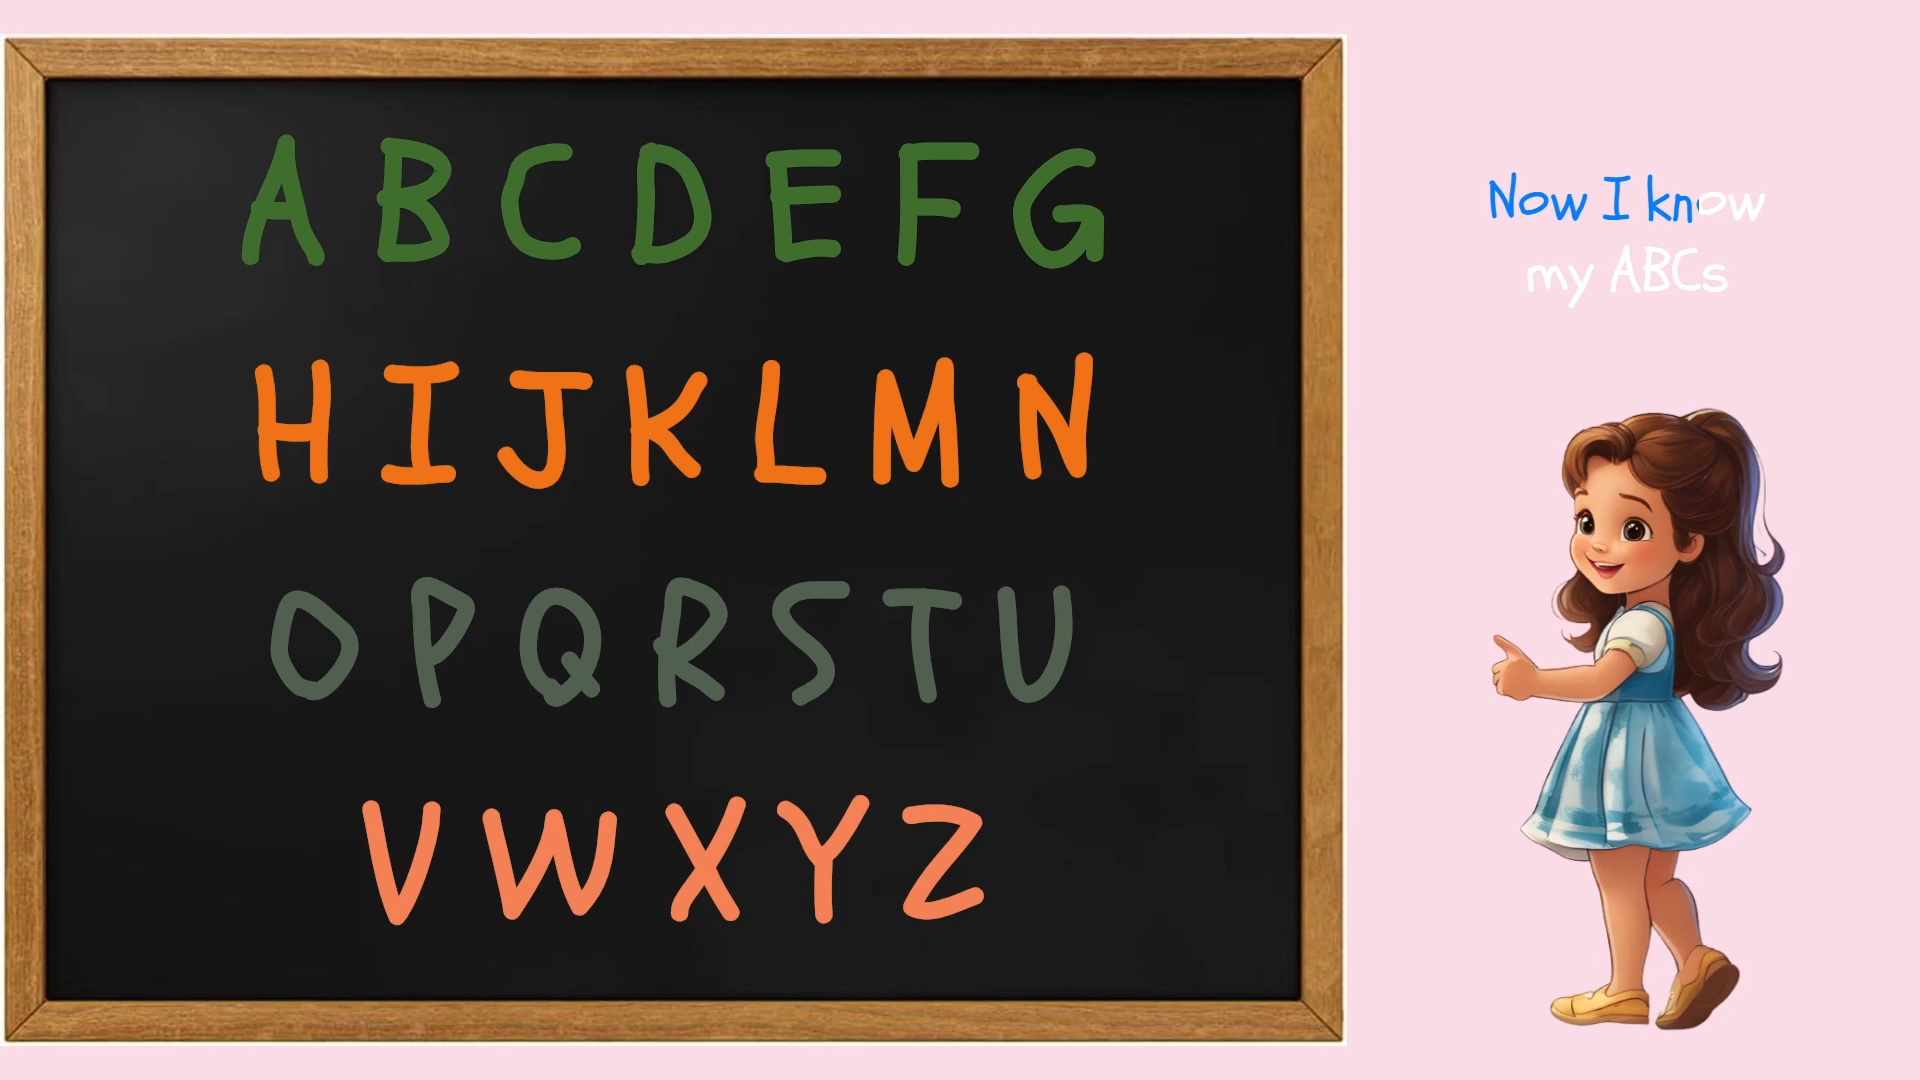 A B C D E F G
H I J K L M N
O P Q R S T U
V W X Y Z
Now I know
my ABCs